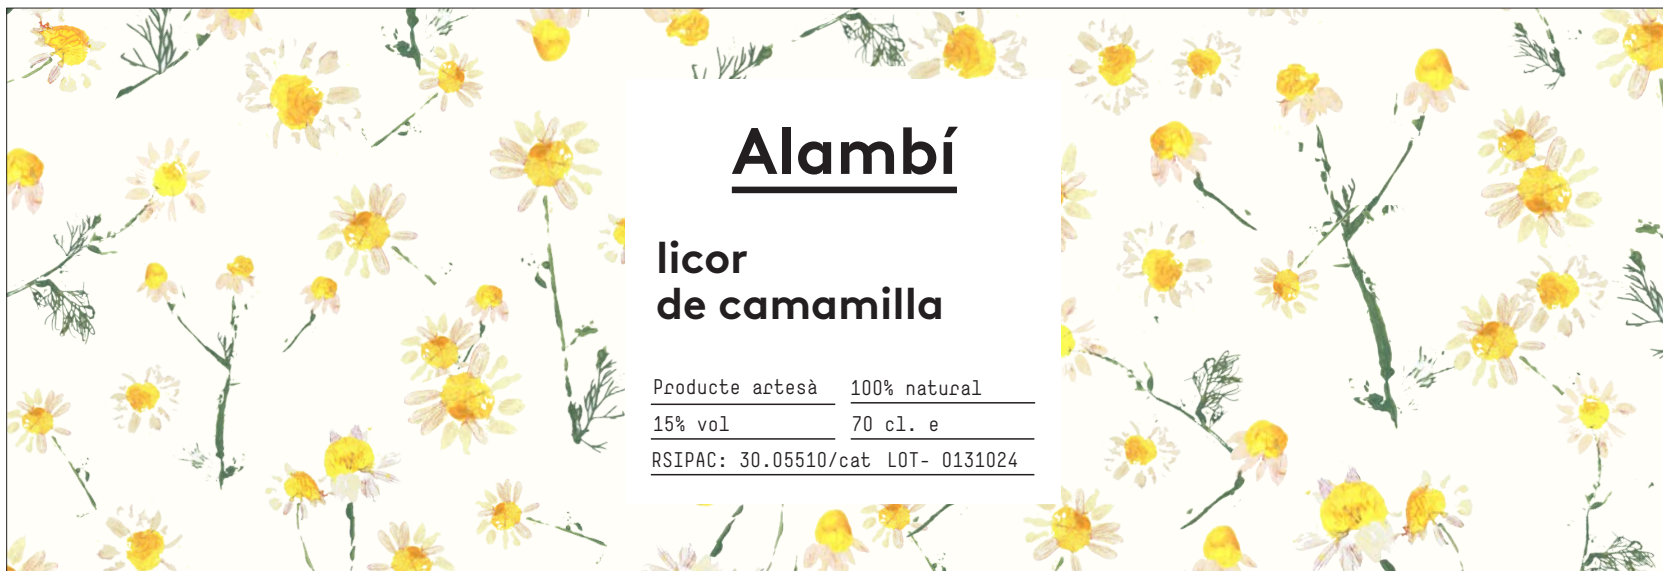 Alambí
licor
de camamilla
Producte artesà 100% natural
15% vol 70 cl. e
RSIPAC: 30.05510/cat LOT- 0131024